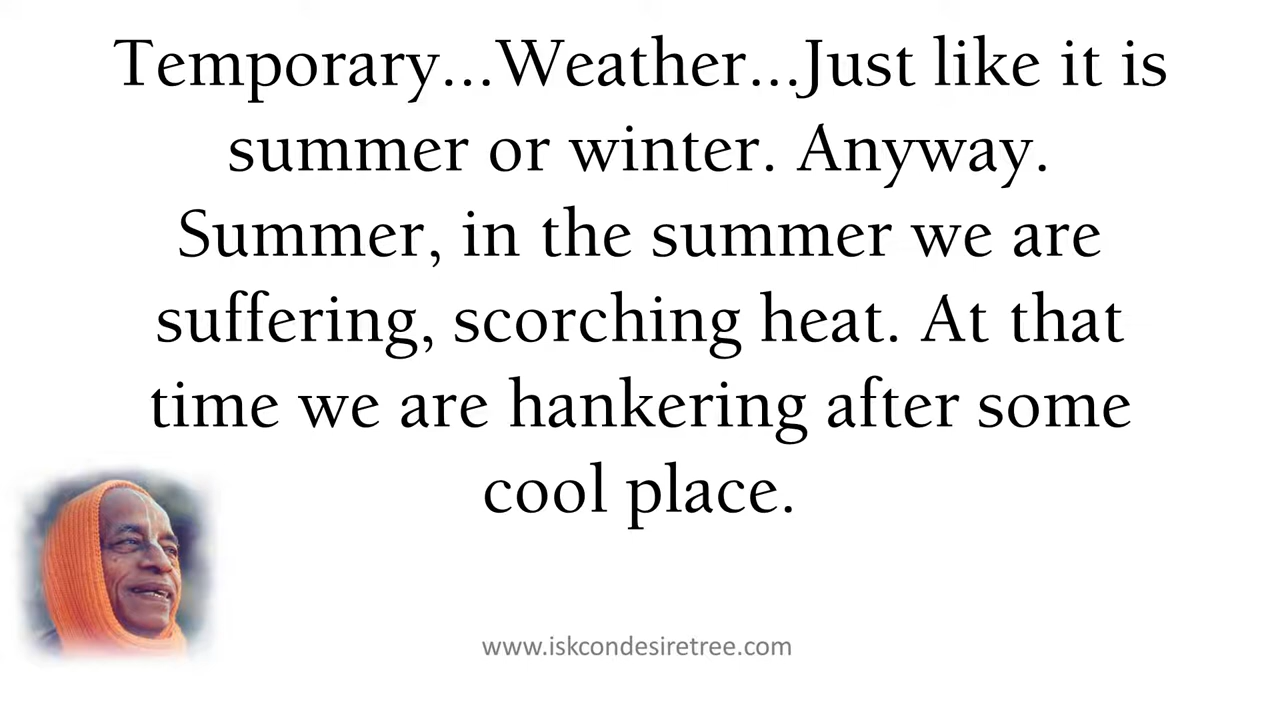 Temporary...Weather...Just like it is
summer or winter. Anyway.
Summer, in the summer we are
suffering, scorching heat. At that
time we are hankering after some
cool place.
www.iskcondesiretree.com